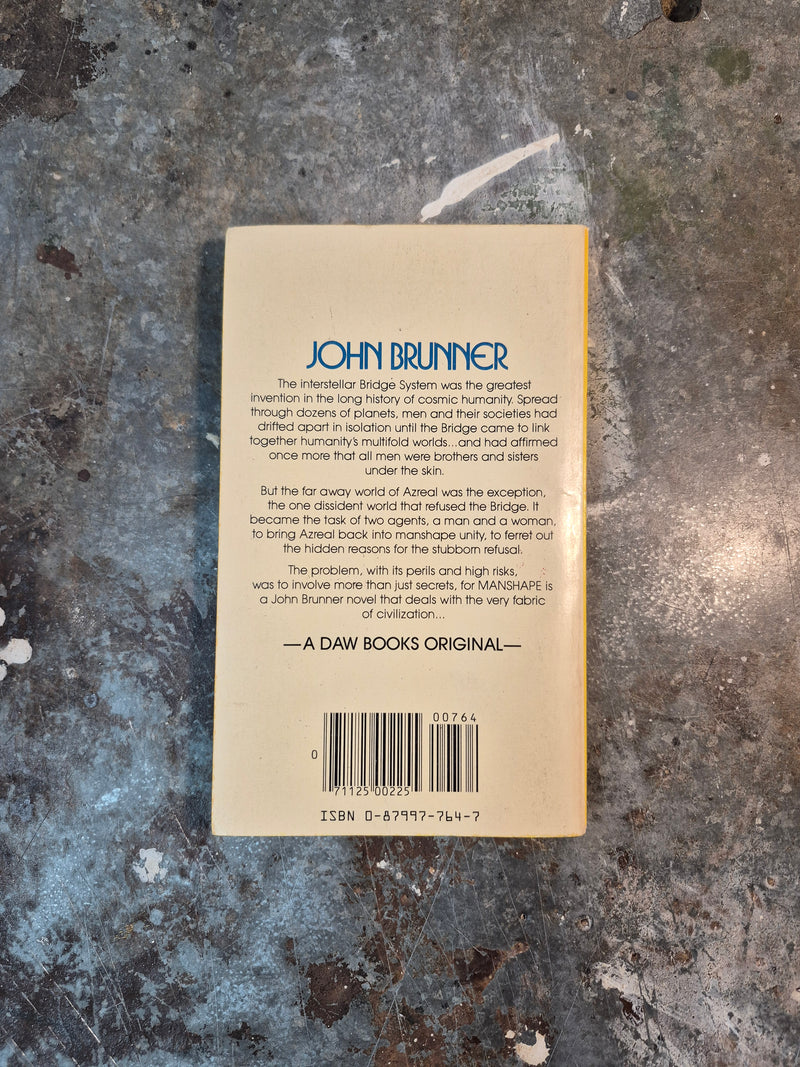 JOHN BRUNNER
The interstellar Bridge System was the greatest
invention in the long history of cosmic humanity. Spread
through dozens of planets, men and their societies had
drifted apart in isolation until the Bridge came to link
together humanity's multifold worlds...and had affirmed
once more that all men were brothers and sisters
under the skin.
But the far away world of Azreal was the exception,
the one dissident world that refused the Bridge. It
became the task of two agents, a man and a woman,
to bring Azreal back into manshape unity, to ferret out
the hidden reasons for the stubborn refusal.
The problem, with its perils and high risks,
was to involve more than just secrets, for MANSHAPE is
a John Brunner novel that deals with the very fabric
of civilization...
—A DAW BOOKS ORIGINAL—
00764
0
71125 00225
ISBN 0-87997-764-7